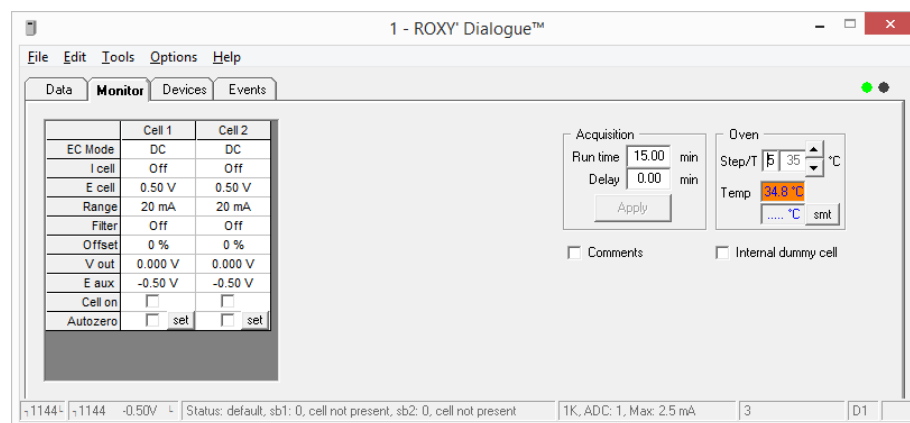 1 - ROXY' Dialogue™
File Edit Tools Options Help
Data Monitor Devices Events
Cell 1 Cell 2
EC Mode DC DC
I cell Off Off
E cell 0.50 V 0.50 V
Range 20 mA 20 mA
Filter Off Off
Offset 0 % 0 %
V out 0.000 V 0.000 V
E aux -0.50 V -0.50 V
Cell on
Autozero set set
Acquisition
Run time 15.00 min
Delay 0.00 min
Apply
Comments
Oven
Step/T 5 35 °C
Temp 34.8 °C
..... °C smt
Internal dummy cell
┐1144└ ┐1144 -0.50V └ Status: default, sb1: 0, cell not present, sb2: 0, cell not present 1K, ADC: 1, Max: 2.5 mA 3 D1